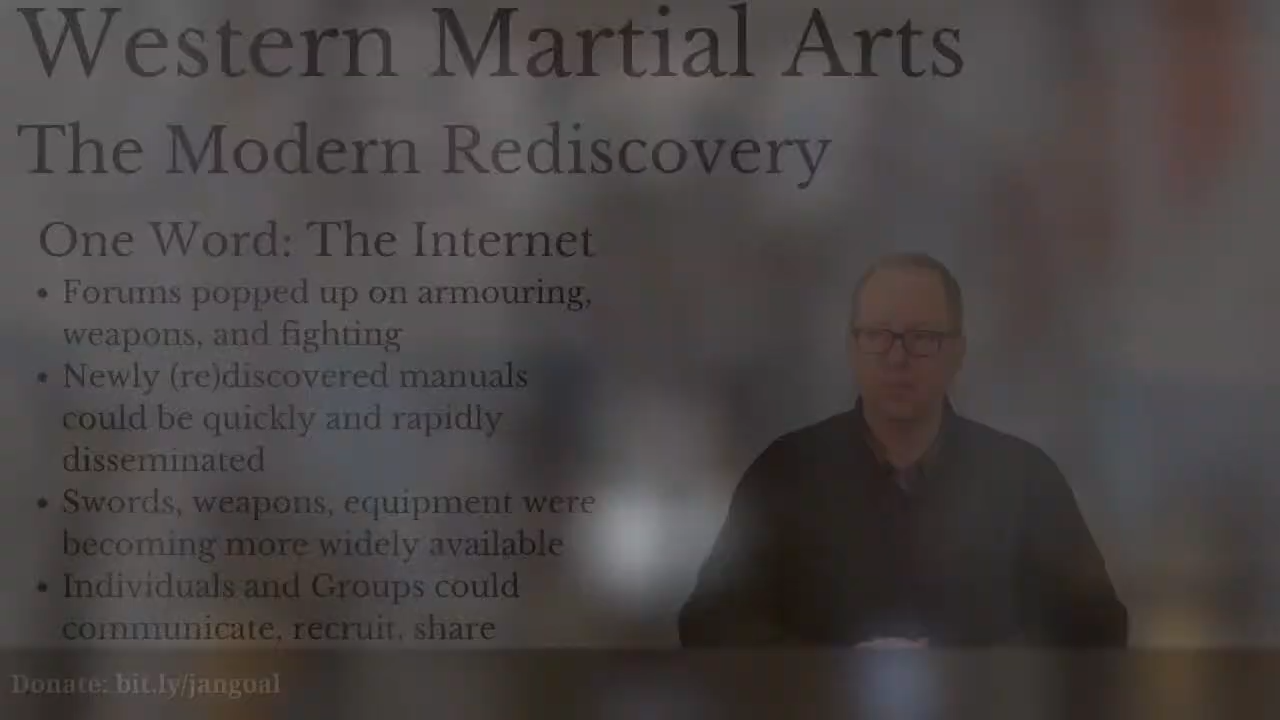 Western Martial Arts
The Modern Rediscovery
One Word: The Internet
• Forums popped up on armouring,
weapons, and fighting
• Newly (re)discovered manuals
could be quickly and rapidly
disseminated
• Swords, weapons, equipment were
becoming more widely available
• Individuals and Groups could
communicate, recruit, share
Donate: bit.ly/jangoal